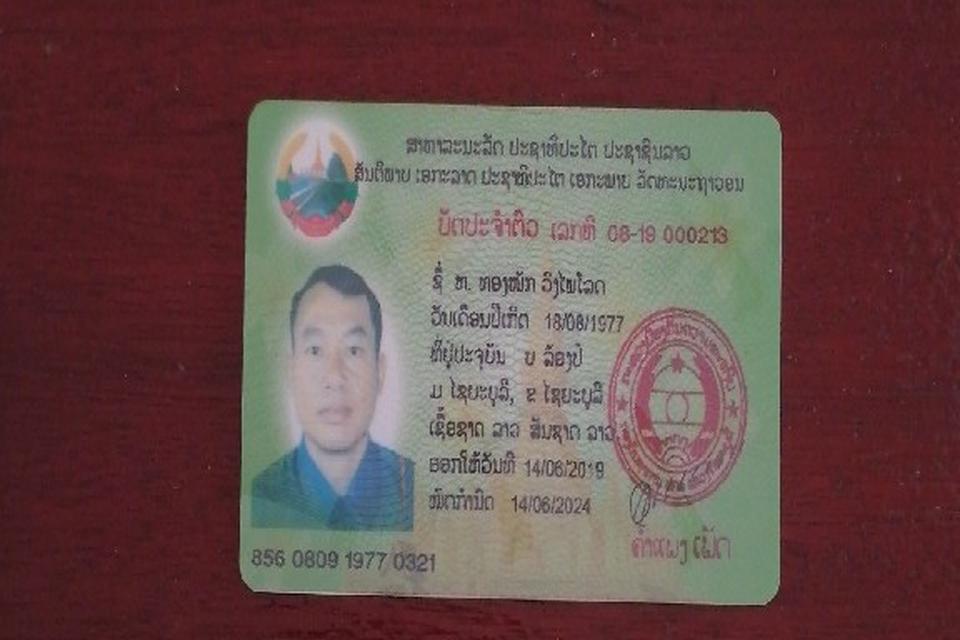 ສາທາລະນະລັດ ປະຊາທິປະໄຕ ປະຊາຊົນລາວ
ສັນຕິພາບ ເອກະລາດ ປະຊາທິປະໄຕ ເອກະພາບ ວັດທະນະຖາວອນ
ບັດປະຈຳຕົວ ເລກທີ 08-19 000213
ຊື່ ທ. ທອງໜັກ ວົງໄພໂລດ
ວັນເດືອນປີເກີດ 18/08/1977
ທີ່ຢູ່ປະຈຸບັນ ບ ລ້ອງປໍ
ມ ໄຊຍະບຸລີ, ຂ ໄຊຍະບຸລີ
ເຊື້ອຊາດ ລາວ ສັນຊາດ ລາວ
ອອກໃຫ້ວັນທີ 14/06/2019
ໝົດກຳນົດ 14/06/2024
ຄຳແພງ ເພັດ
856 0809 1977 0321